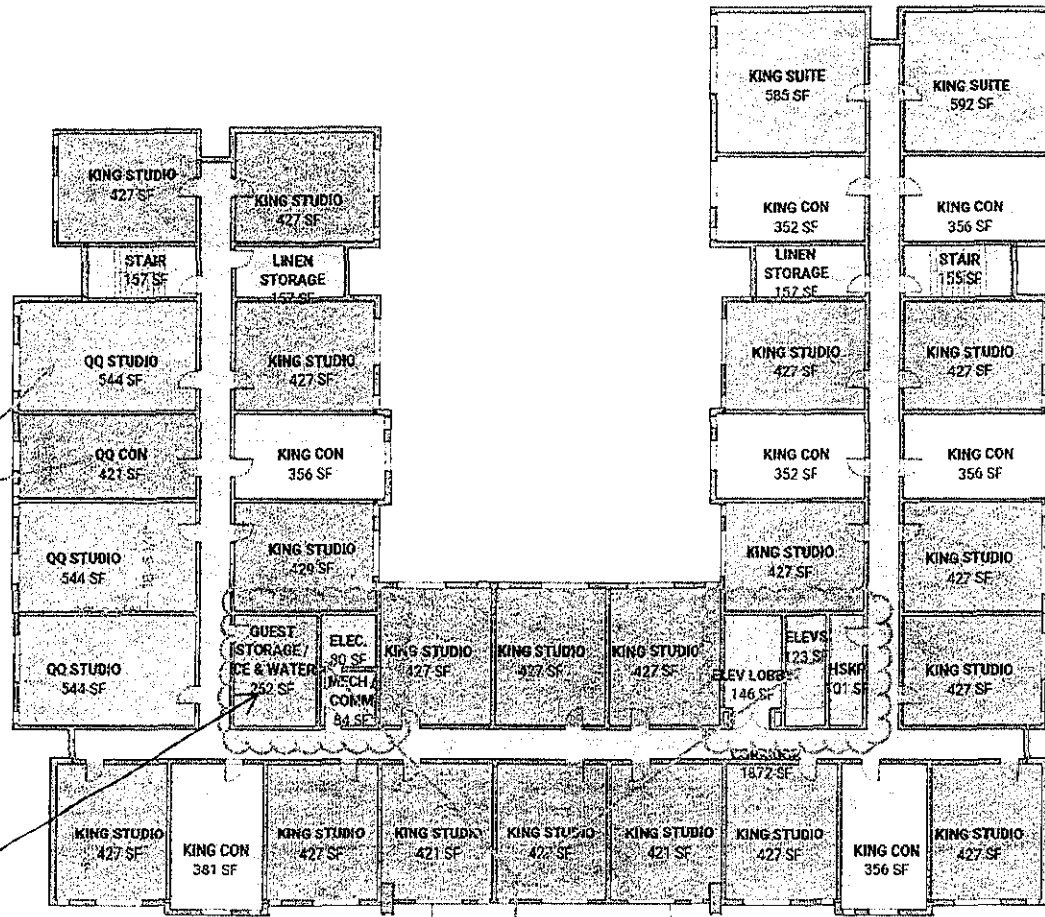 KING SUITE
585 SF
KING SUITE
592 SF
KING STUDIO
427 SF
KING STUDIO
427 SF
KING CON
352 SF
KING CON
356 SF
STAIR
157 SF
LINEN
STORAGE
157 SF
LINEN
STORAGE
157 SF
STAIR
155 SF
QQ STUDIO
544 SF
KING STUDIO
427 SF
KING STUDIO
427 SF
KING STUDIO
427 SF
QQ CON
421 SF
KING CON
356 SF
KING CON
352 SF
KING CON
356 SF
QQ STUDIO
544 SF
KING STUDIO
429 SF
KING STUDIO
427 SF
KING STUDIO
427 SF
QQ STUDIO
544 SF
GUEST
STORAGE /
ICE & WATER
252 SF
ELEC.
80 SF
MECH /
COMM
84 SF
KING STUDIO
427 SF
KING STUDIO
427 SF
KING STUDIO
427 SF
ELEV LOBBY
146 SF
ELEVS
123 SF
HSKP
101 SF
KING STUDIO
427 SF
1872 SF
KING STUDIO
427 SF
KING CON
381 SF
KING STUDIO
427 SF
KING STUDIO
421 SF
KING STUDIO
SF
KING STUDIO
421 SF
KING STUDIO
427 SF
KING CON
356 SF
KING STUDIO
427 SF